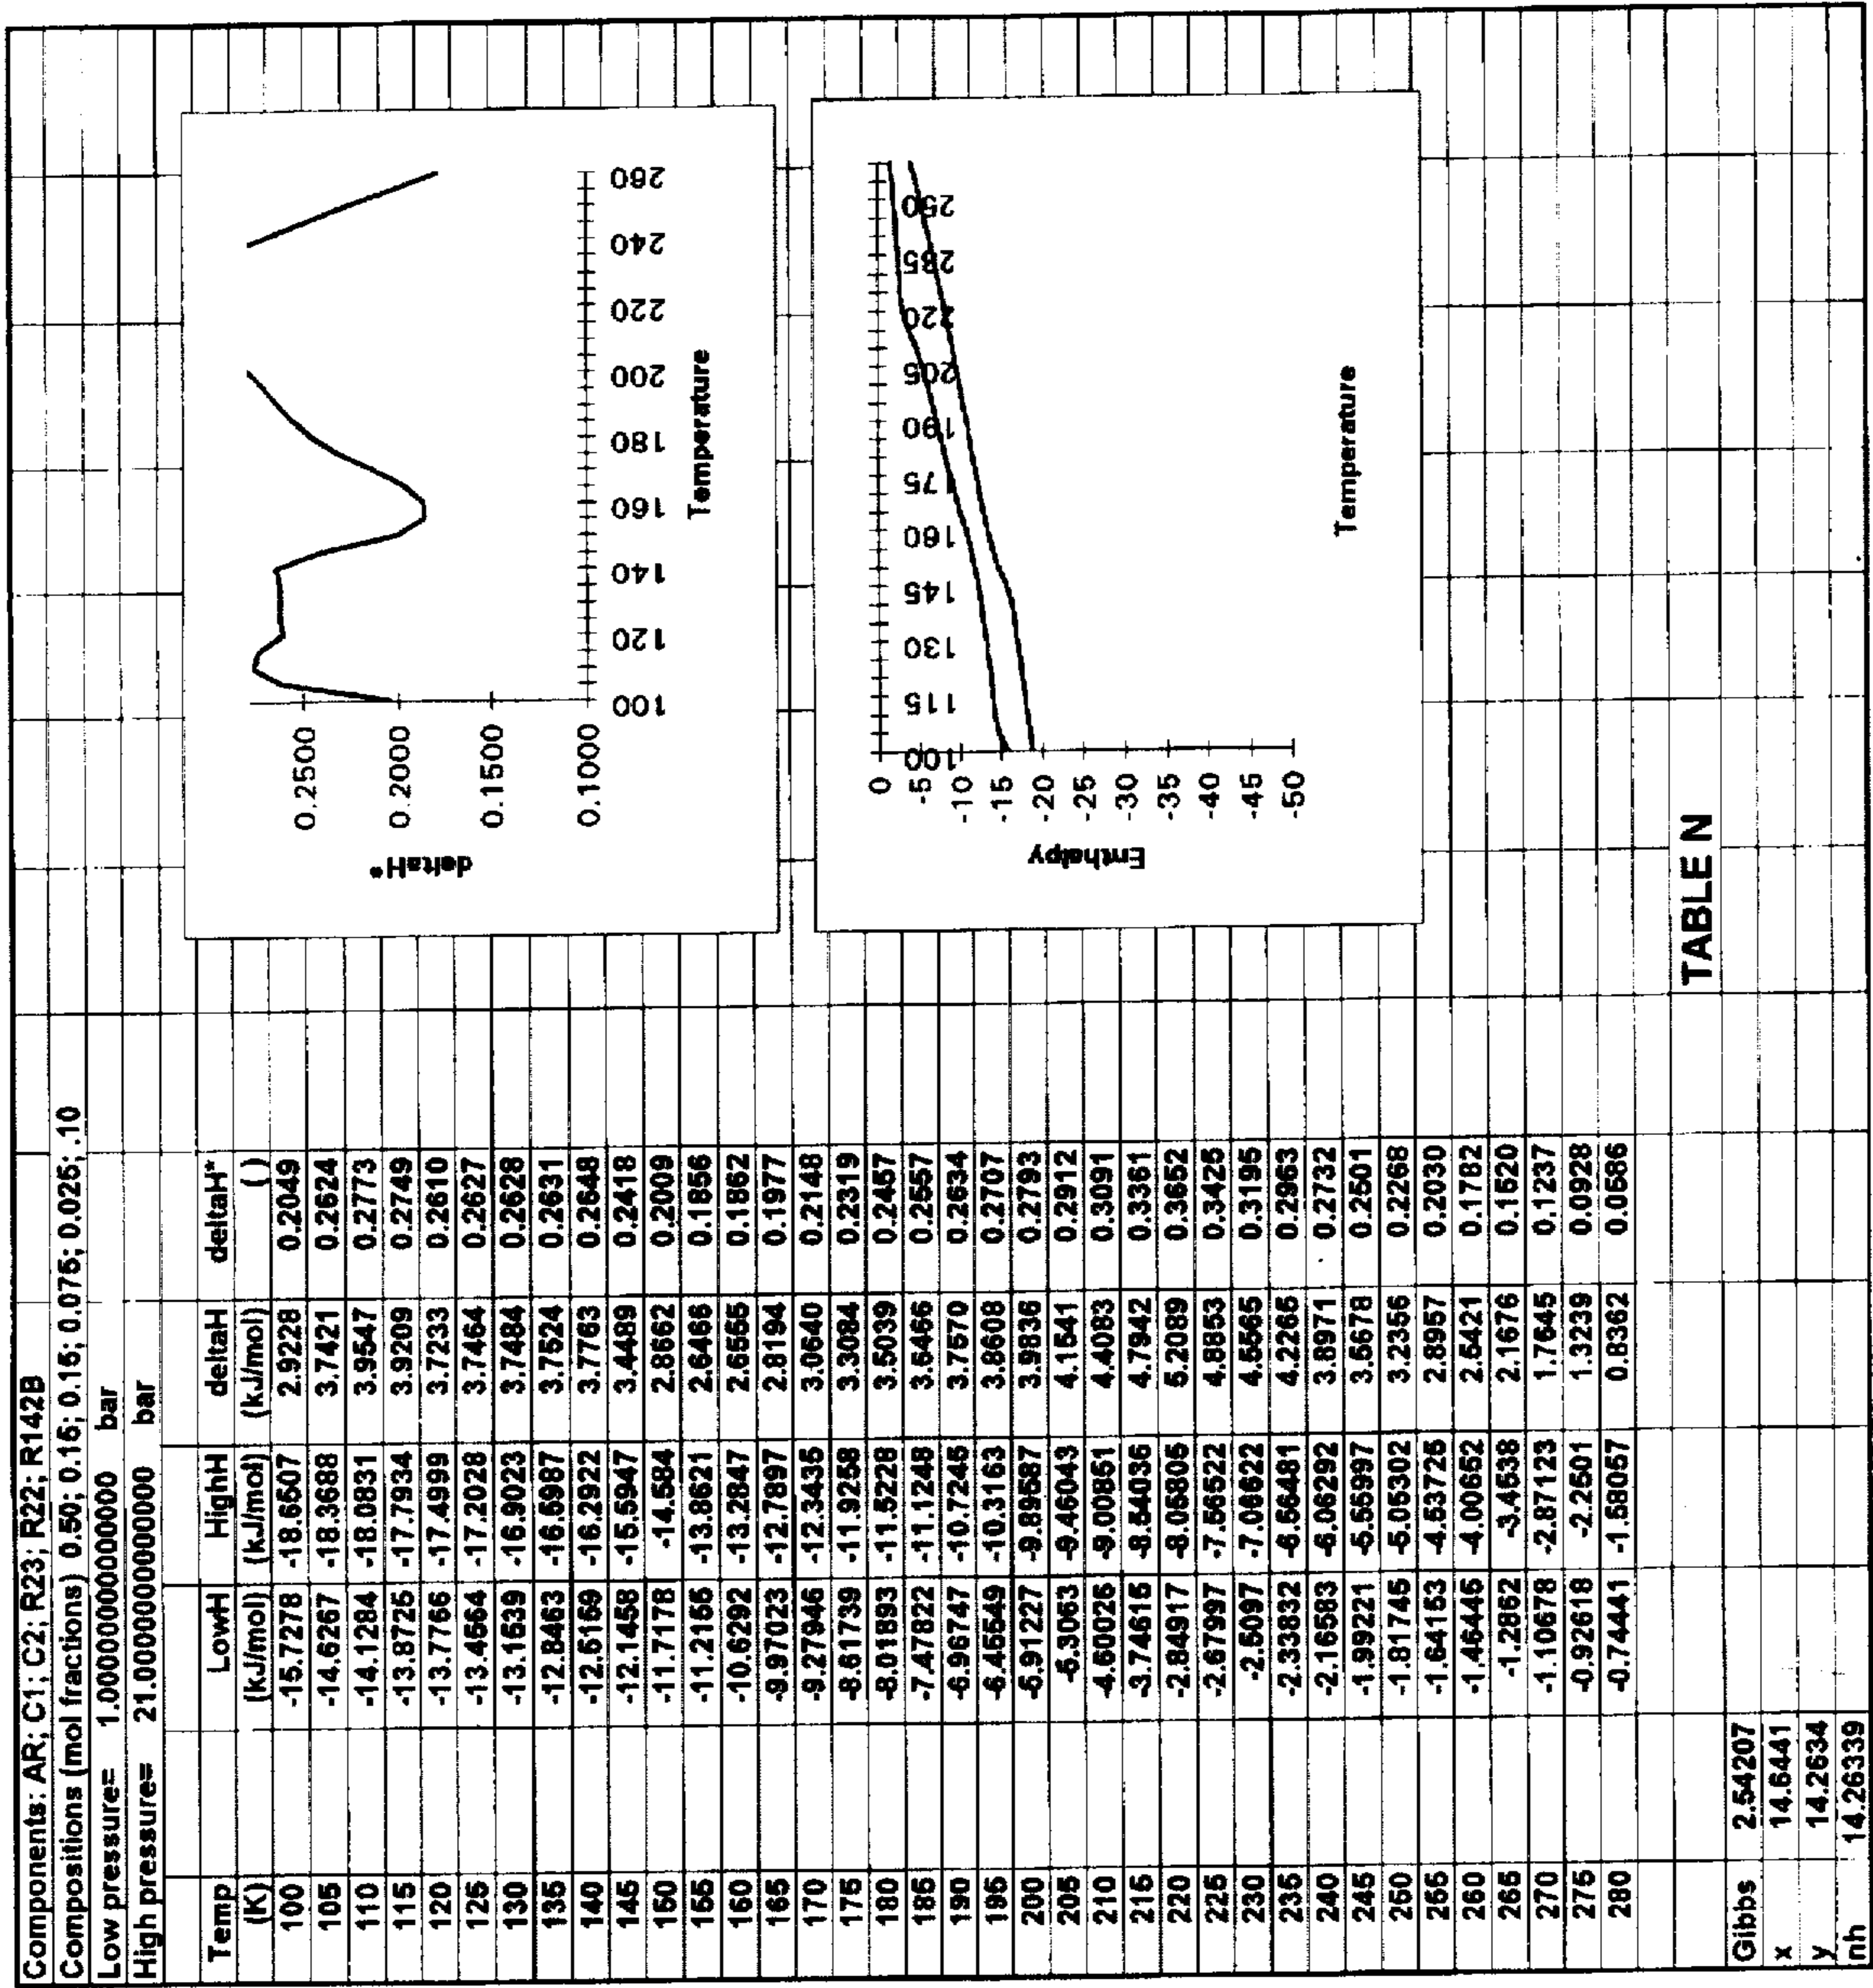 Components: AR; C1; C2; R23; R22; R142B
Compositions (mol fractions) 0.50; 0.15; 0.15; 0.075; 0.025; .10
Low pressure= 1.00000000000000 bar
High pressure= 21.00000000000000 bar
Temp LowH HighH deltaH deltaH*
(K) (kJ/mol) (kJ/mol) (kJ/mol) ( )
100 -15.7278 -18.6507 2.9228 0.2049
105 -14.6267 -18.3688 3.7421 0.2624
110 -14.1284 -18.0831 3.9547 0.2773
115 -13.8725 -17.7934 3.9209 0.2749
120 -13.7766 -17.4999 3.7233 0.2610
125 -13.4564 -17.2028 3.7464 0.2627
130 -13.1539 -16.9023 3.7484 0.2628
135 -12.8463 -16.5987 3.7524 0.2631
140 -12.5159 -16.2922 3.7763 0.2648
145 -12.1458 -15.5947 3.4489 0.2418
150 -11.7178 -14.584 2.8662 0.2009
155 -11.2155 -13.8621 2.6466 0.1856
160 -10.6292 -13.2847 2.6555 0.1862
165 -9.97023 -12.7897 2.8194 0.1977
170 -9.27946 -12.3435 3.0640 0.2148
175 -8.61739 -11.9258 3.3084 0.2319
180 -8.01893 -11.5228 3.5039 0.2457
185 -7.47822 -11.1248 3.6466 0.2557
190 -6.96747 -10.7245 3.7570 0.2634
195 -6.45549 -10.3163 3.8608 0.2707
200 -5.91227 -9.89587 3.9836 0.2793
205 -5.3063 -9.46043 4.1541 0.2912
210 -4.60025 -9.00851 4.4083 0.3091
215 -3.74615 -8.54036 4.7942 0.3361
220 -2.84917 -8.05805 5.2089 0.3652
225 -2.67997 -7.56522 4.8853 0.3425
230 -2.5097 -7.06622 4.5565 0.3195
235 -2.33832 -6.56481 4.2265 0.2963
240 -2.16583 -6.06292 3.8971 0.2732
245 -1.99221 -5.55997 3.5678 0.2501
250 -1.81745 -5.05302 3.2356 0.2268
255 -1.64153 -4.53725 2.8957 0.2030
260 -1.46445 -4.00652 2.5421 0.1782
265 -1.2862 -3.4538 2.1676 0.1520
270 -1.10678 -2.87123 1.7645 0.1237
275 -0.92618 -2.2501 1.3239 0.0928
280 -0.74441 -1.58057 0.8362 0.0586
Gibbs 2.54207
x 14.6441
y 14.2634
nh 14.26339
deltaH*
0.2500
0.2000
0.1500
0.1000
100 120 140 160 180 200 220 240 260
Temperature
Enthalpy
0
-5
-10
-15
-20
-25
-30
-35
-40
-45
-50
100 115 130 145 160 175 190 205 220 235 250
Temperature
TABLE N